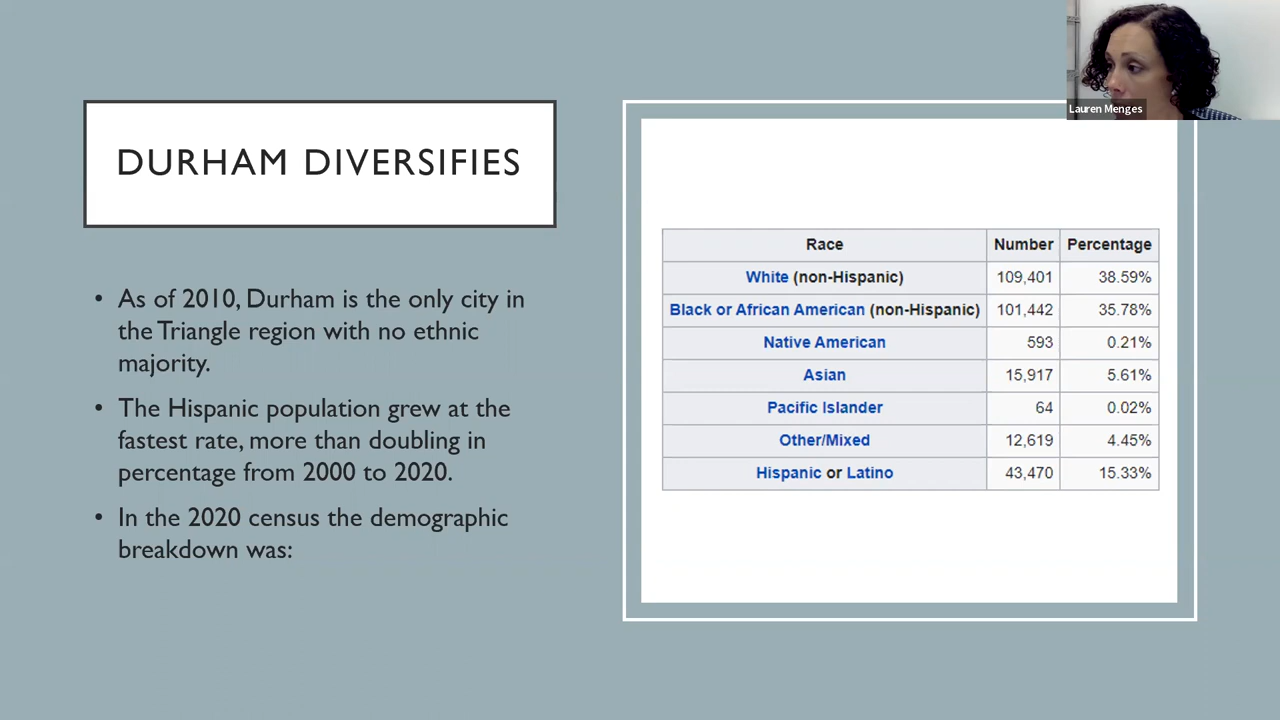 Lauren Menges
DURHAM DIVERSIFIES
• As of 2010, Durham is the only city in
the Triangle region with no ethnic
majority.
• The Hispanic population grew at the
fastest rate, more than doubling in
percentage from 2000 to 2020.
• In the 2020 census the demographic
breakdown was:
Race Number Percentage
White (non-Hispanic) 109,401 38.59%
Black or African American (non-Hispanic) 101,442 35.78%
Native American 593 0.21%
Asian 15,917 5.61%
Pacific Islander 64 0.02%
Other/Mixed 12,619 4.45%
Hispanic or Latino 43,470 15.33%